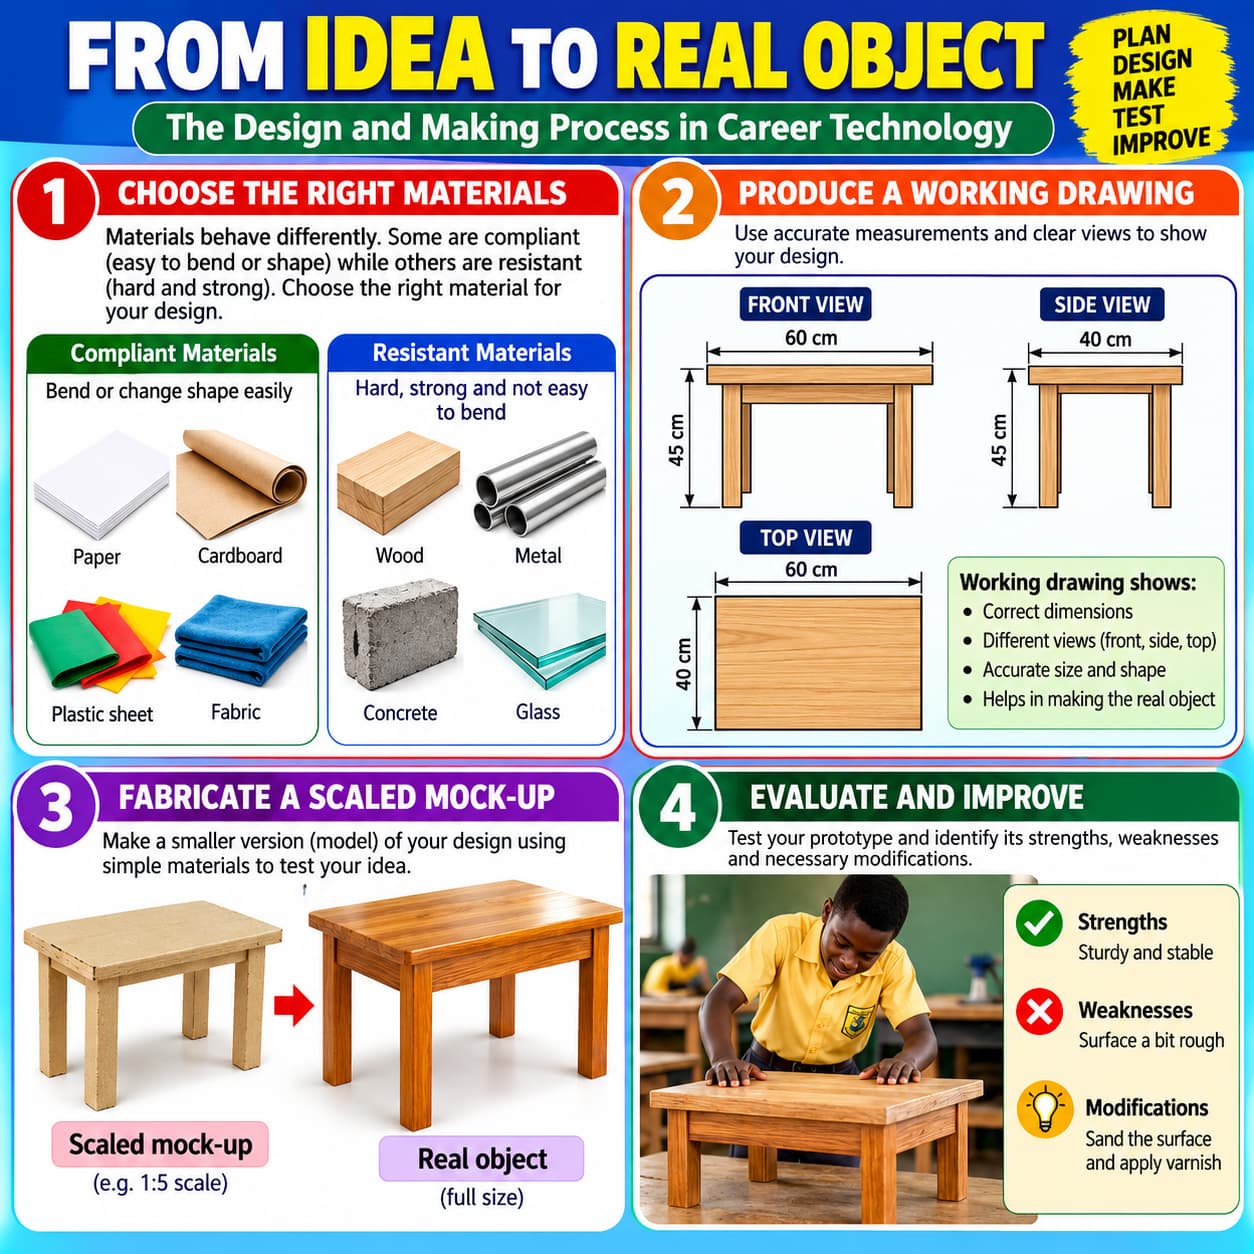 FROM IDEA TO REAL OBJECT
The Design and Making Process in Career Technology
PLAN
DESIGN
MAKE
TEST
IMPROVE
1 CHOOSE THE RIGHT MATERIALS
Materials behave differently. Some are compliant
(easy to bend or shape) while others are resistant
(hard and strong). Choose the right material for
your design.
Compliant Materials
Bend or change shape easily
Paper
Cardboard
Plastic sheet
Fabric
Resistant Materials
Hard, strong and not easy
to bend
Wood
Metal
Concrete
Glass
2 PRODUCE A WORKING DRAWING
Use accurate measurements and clear views to show
your design.
FRONT VIEW
60 cm
45 cm
SIDE VIEW
40 cm
45 cm
TOP VIEW
60 cm
40 cm
Working drawing shows:
• Correct dimensions
• Different views (front, side, top)
• Accurate size and shape
• Helps in making the real object
3 FABRICATE A SCALED MOCK-UP
Make a smaller version (model) of your design using
simple materials to test your idea.
Scaled mock-up
(e.g. 1:5 scale)
Real object
(full size)
4 EVALUATE AND IMPROVE
Test your prototype and identify its strengths, weaknesses
and necessary modifications.
Strengths
Sturdy and stable
Weaknesses
Surface a bit rough
Modifications
Sand the surface
and apply varnish